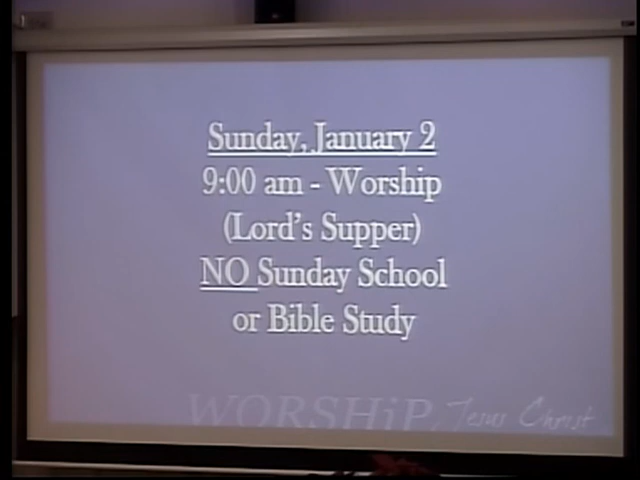 Sunday, January 2
9:00 am - Worship
(Lord's Supper)
NO Sunday School
or Bible Study
WORSHiP Jesus Christ